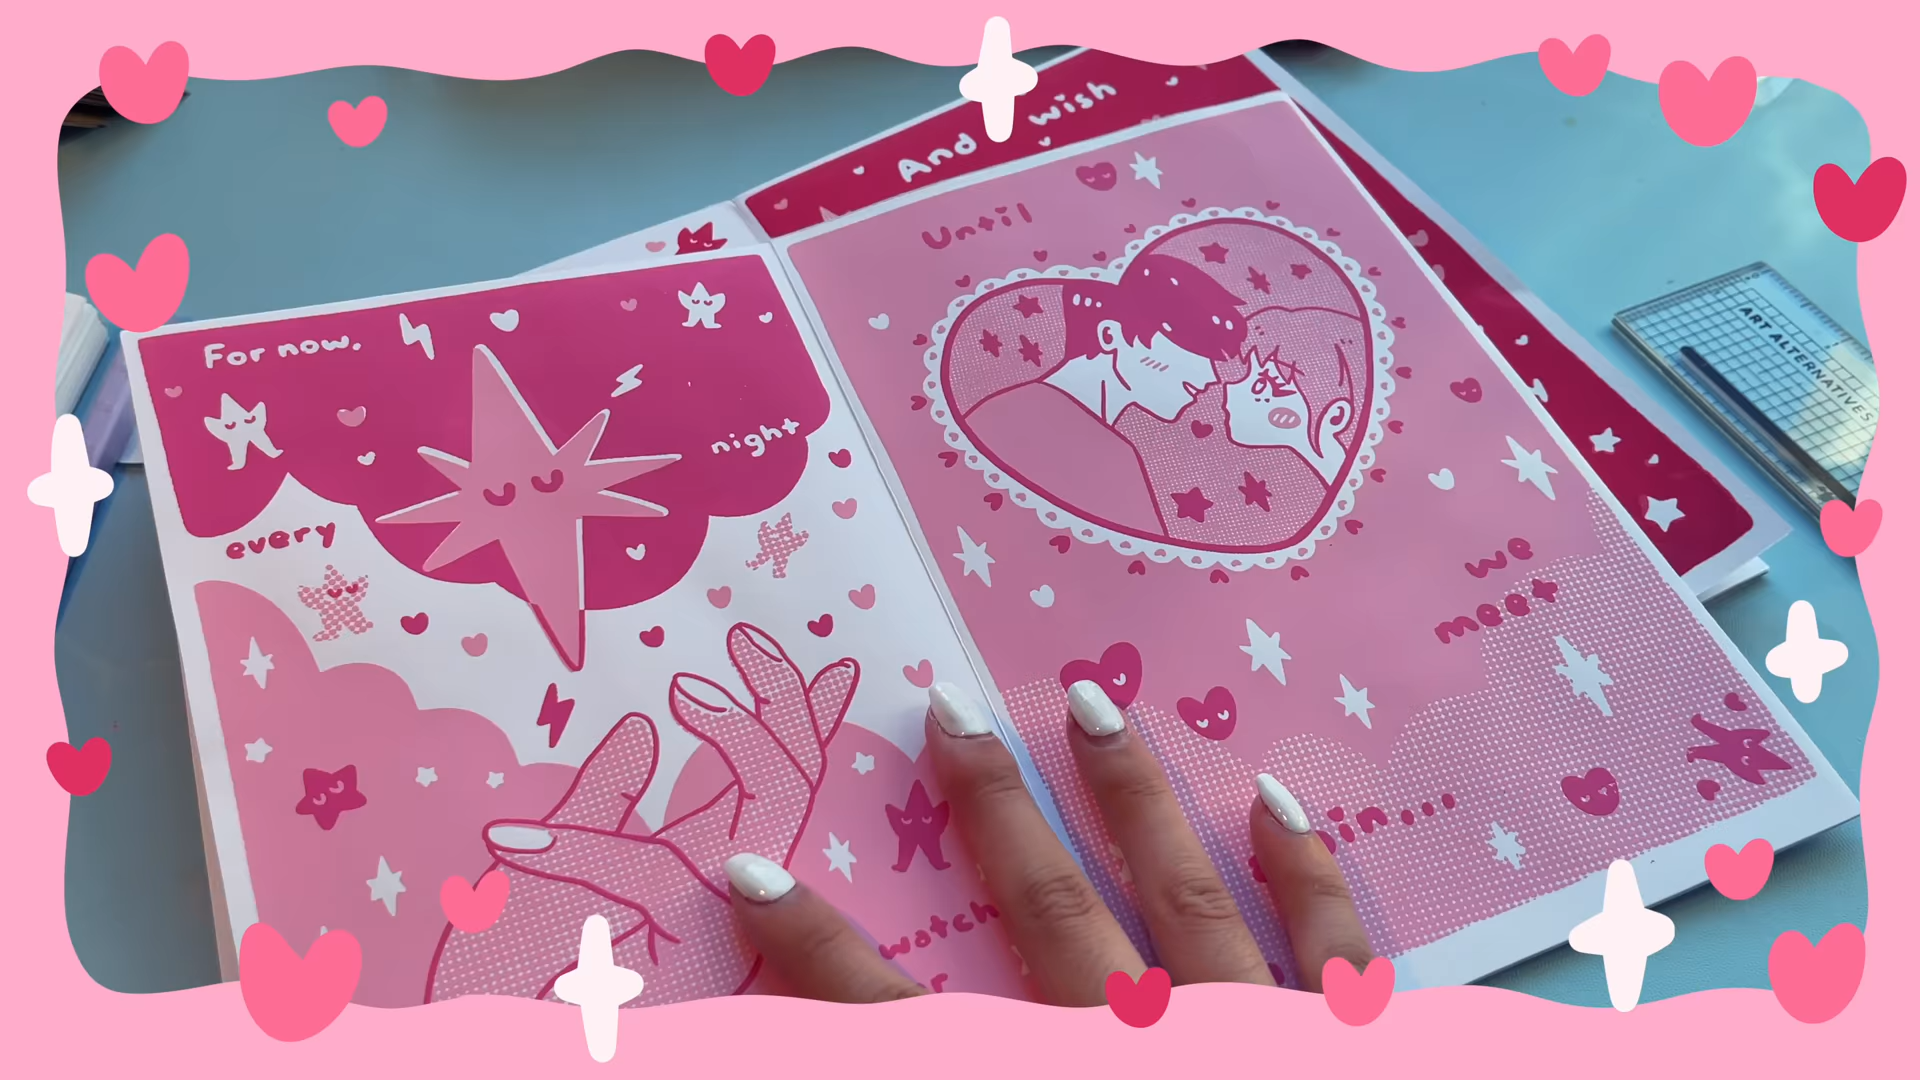 And wish
Until
For now.
night
every
we
meet
watch
ART ALTERNATIVES